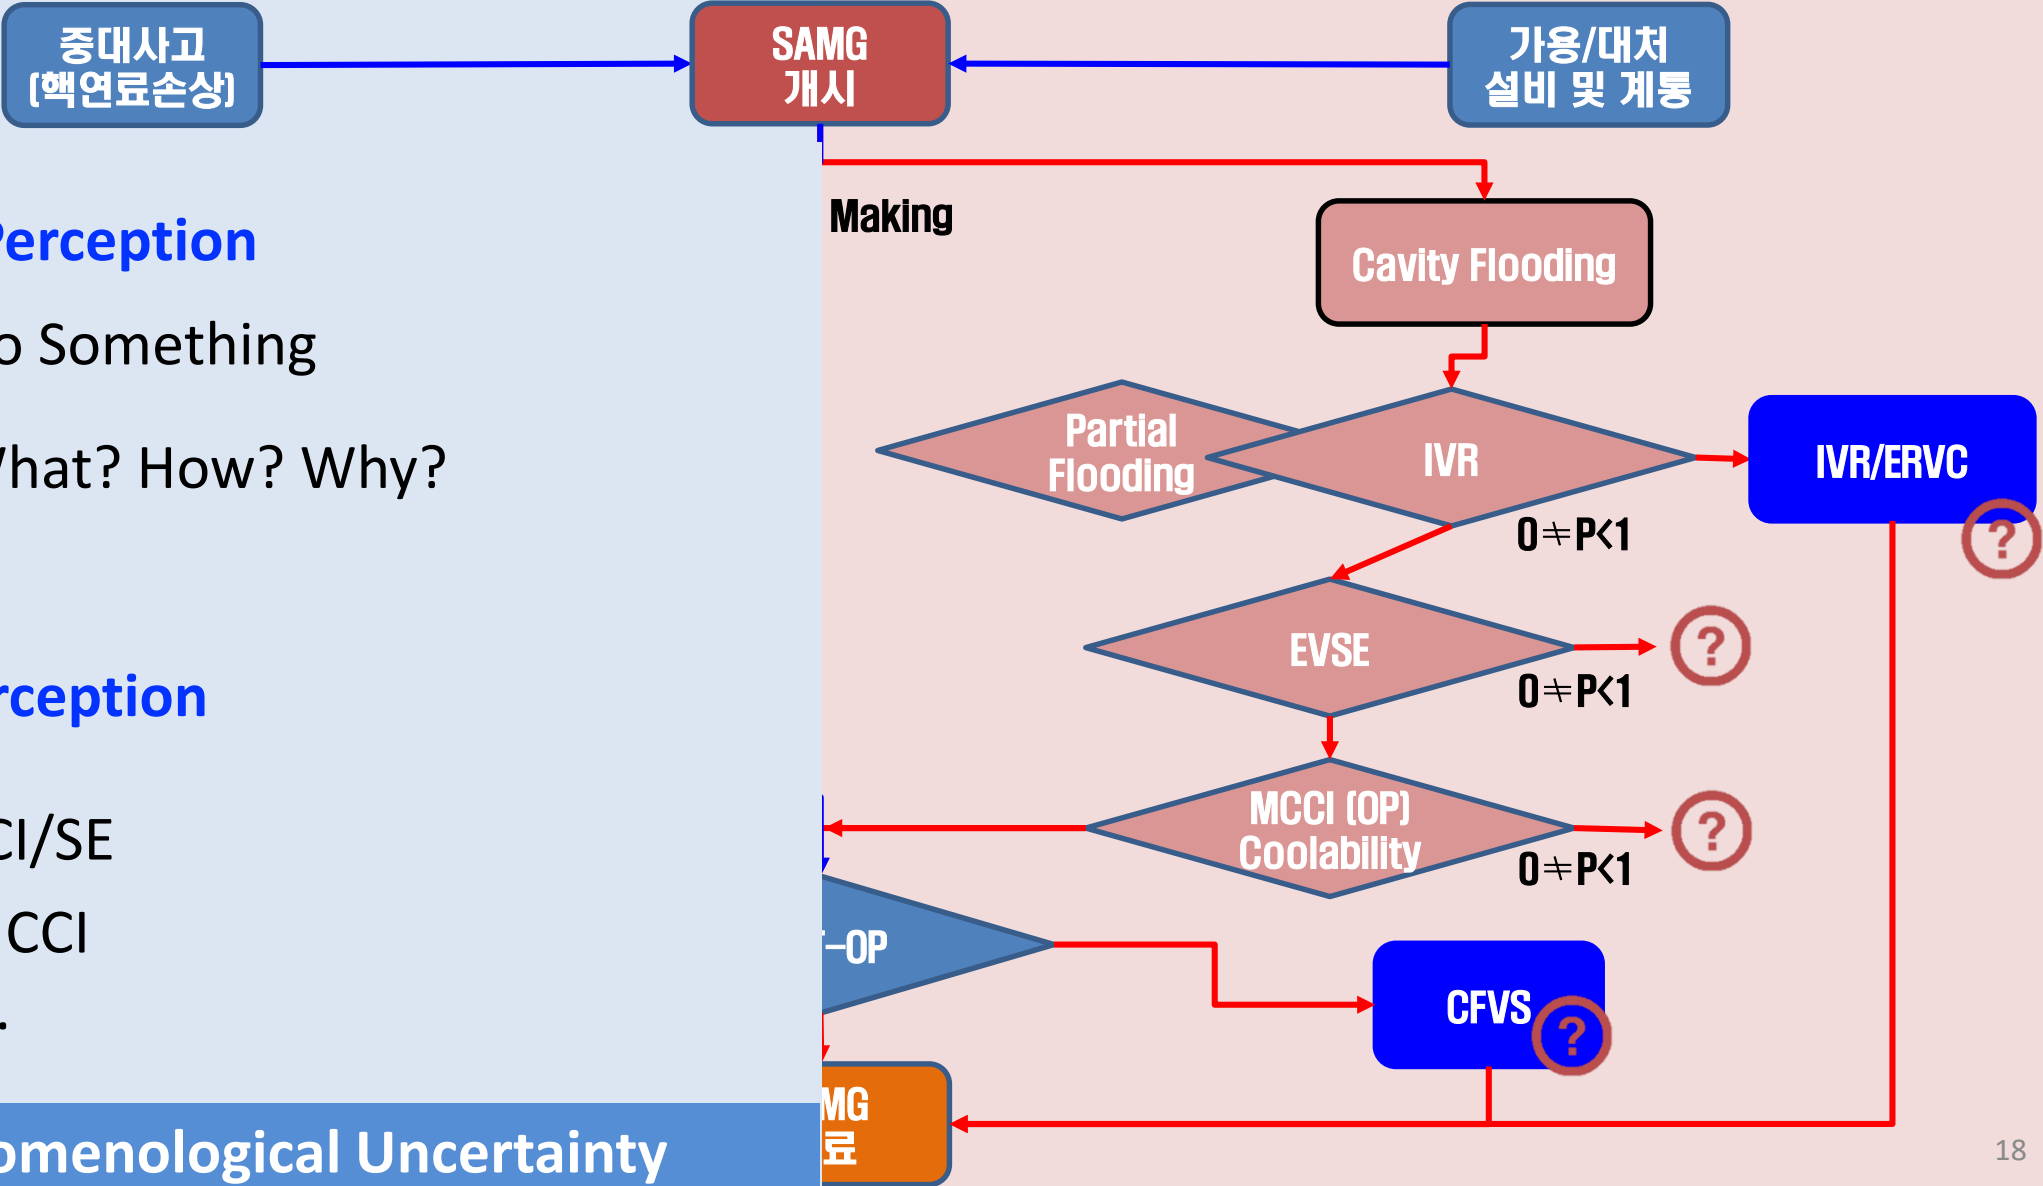 중대사고
(핵연료손상)
SAMG
개시
가용/대처
설비 및 계통
Perception
o Something
What? How? Why?
rception
CI/SE
CCI
.
omenological Uncertainty
Making
Cavity Flooding
Partial
Flooding
IVR
IVR/ERVC
?
0≠P<1
EVSE
?
0≠P<1
MCCI (OP)
Coolability
?
0≠P<1
-OP
CFVS
?
MG
료
18